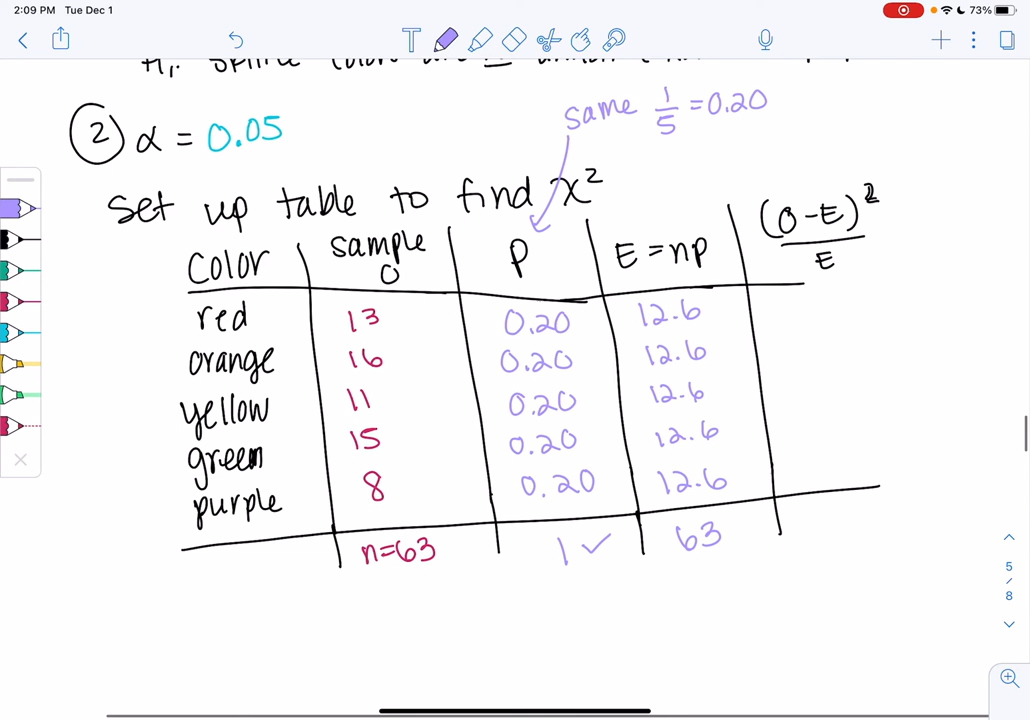 2:09 PM Tue Dec 1 73%
same 1/5 = 0.20
② α = 0.05
Set up table to find x²
Color sample O P E = np (O-E)²/E
red 13 0.20 12.6
orange 16 0.20 12.6
yellow 11 0.20 12.6
green 15 0.20 12.6
purple 8 0.20 12.6
n=63 1 ✓ 63
5
/
8